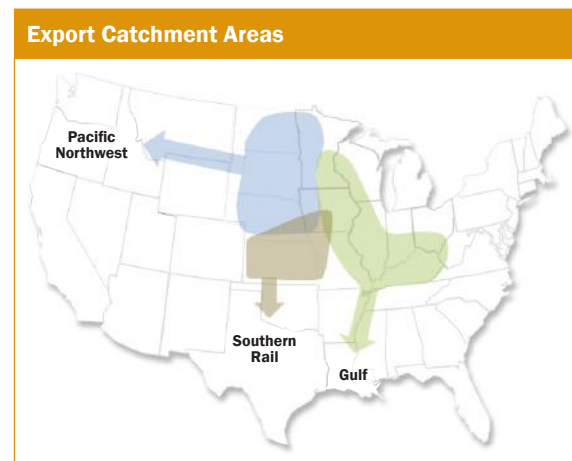 Export Catchment Areas
Pacific
Northwest
Southern
Rail
Gulf